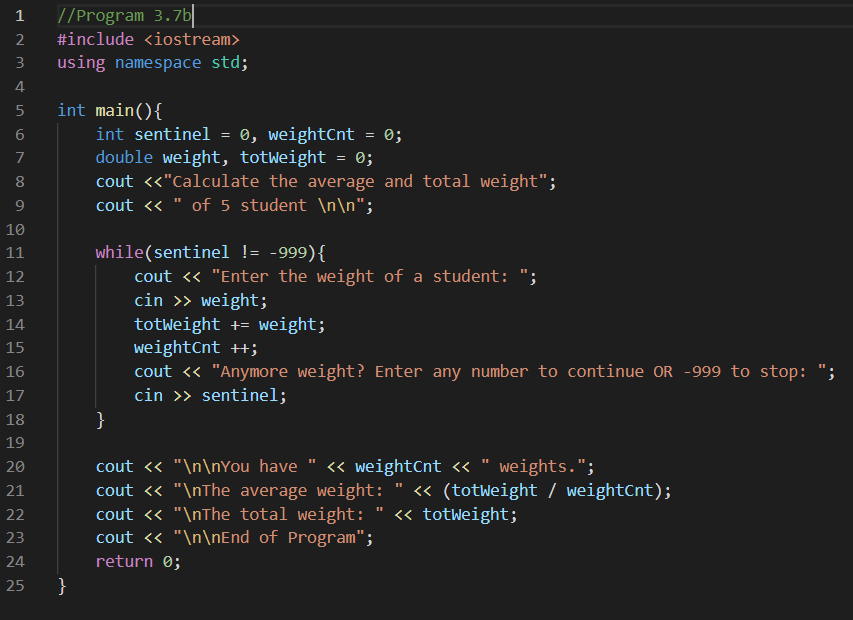 1 //Program 3.7b
2 #include <iostream>
3 using namespace std;
4
5 int main(){
6     int sentinel = 0, weightCnt = 0;
7     double weight, totWeight = 0;
8     cout <<"Calculate the average and total weight";
9     cout << " of 5 student \n\n";
10
11     while(sentinel != -999){
12         cout << "Enter the weight of a student: ";
13         cin >> weight;
14         totWeight += weight;
15         weightCnt ++;
16         cout << "Anymore weight? Enter any number to continue OR -999 to stop: ";
17         cin >> sentinel;
18     }
19
20     cout << "\n\nYou have " << weightCnt << " weights.";
21     cout << "\nThe average weight: " << (totWeight / weightCnt);
22     cout << "\nThe total weight: " << totWeight;
23     cout << "\n\nEnd of Program";
24     return 0;
25 }